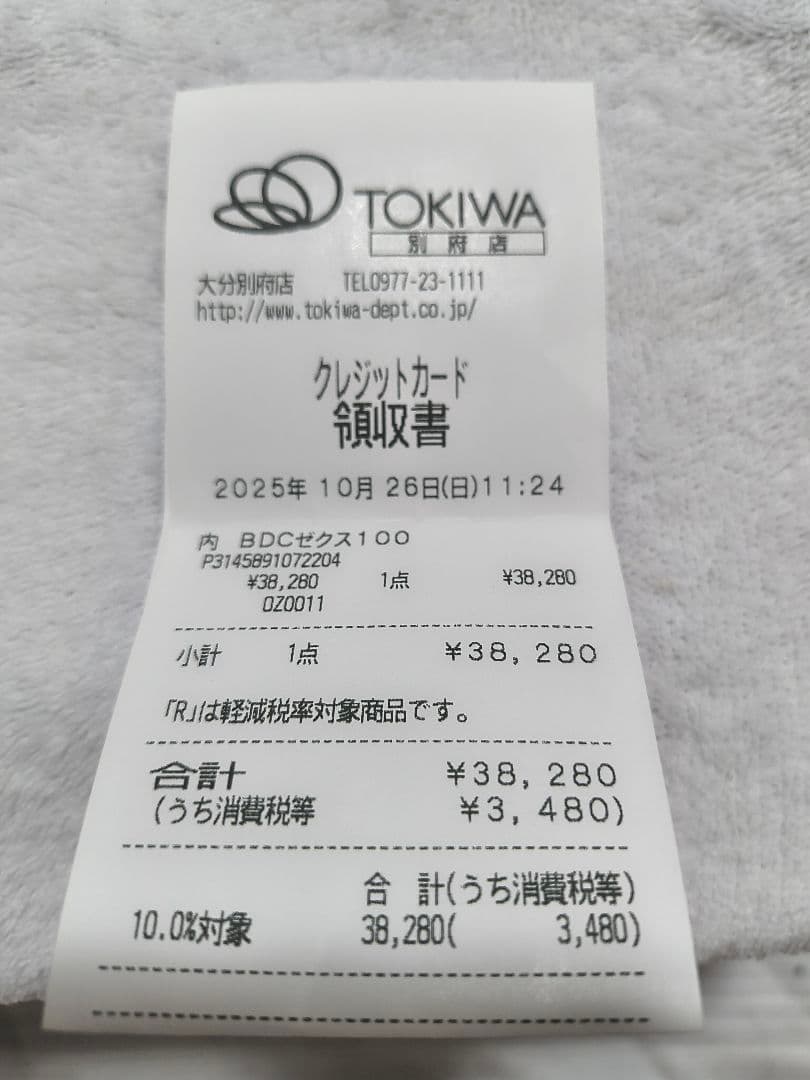 TOKIWA
別府店
大分別府店 TEL0977-23-1111
http://www.tokiwa-dept.co.jp/
クレジットカード
領収書
2025年 10月 26日(日)11:24
内 BDCゼクス100
P3145891072204
¥38,280 1点 ¥38,280
0Z0011
小計 1点 ¥38,280
「R」は軽減税率対象商品です。
合計 ¥38,280
(うち消費税等 ¥3,480)
合 計(うち消費税等)
10.0%対象 38,280( 3,480)